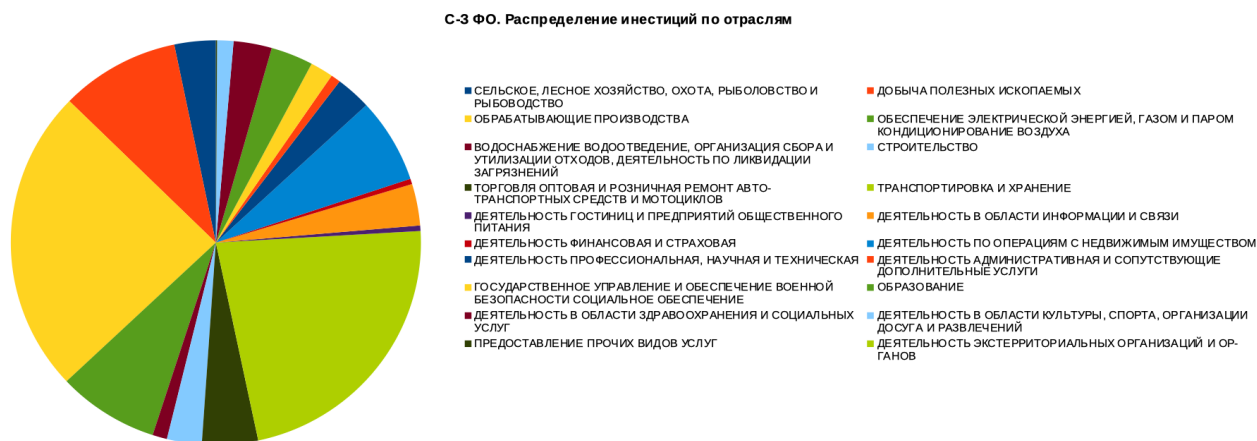 С-З ФО. Распределение инестиций по отраслям
СЕЛЬСКОЕ, ЛЕСНОЕ ХОЗЯЙСТВО, ОХОТА, РЫБОЛОВСТВО И
РЫБОВОДСТВО
ДОБЫЧА ПОЛЕЗНЫХ ИСКОПАЕМЫХ
ОБРАБАТЫВАЮЩИЕ ПРОИЗВОДСТВА
ОБЕСПЕЧЕНИЕ ЭЛЕКТРИЧЕСКОЙ ЭНЕРГИЕЙ, ГАЗОМ И ПАРОМ
КОНДИЦИОНИРОВАНИЕ ВОЗДУХА
ВОДОСНАБЖЕНИЕ ВОДООТВЕДЕНИЕ, ОРГАНИЗАЦИЯ СБОРА И
УТИЛИЗАЦИИ ОТХОДОВ, ДЕЯТЕЛЬНОСТЬ ПО ЛИКВИДАЦИИ
ЗАГРЯЗНЕНИЙ
СТРОИТЕЛЬСТВО
ТОРГОВЛЯ ОПТОВАЯ И РОЗНИЧНАЯ РЕМОНТ АВТО-
ТРАНСПОРТНЫХ СРЕДСТВ И МОТОЦИКЛОВ
ТРАНСПОРТИРОВКА И ХРАНЕНИЕ
ДЕЯТЕЛЬНОСТЬ ГОСТИНИЦ И ПРЕДПРИЯТИЙ ОБЩЕСТВЕННОГО
ПИТАНИЯ
ДЕЯТЕЛЬНОСТЬ В ОБЛАСТИ ИНФОРМАЦИИ И СВЯЗИ
ДЕЯТЕЛЬНОСТЬ ФИНАНСОВАЯ И СТРАХОВАЯ
ДЕЯТЕЛЬНОСТЬ ПО ОПЕРАЦИЯМ С НЕДВИЖИМЫМ ИМУЩЕСТВОМ
ДЕЯТЕЛЬНОСТЬ ПРОФЕССИОНАЛЬНАЯ, НАУЧНАЯ И ТЕХНИЧЕСКАЯ
ДЕЯТЕЛЬНОСТЬ АДМИНИСТРАТИВНАЯ И СОПУТСТВУЮЩИЕ
ДОПОЛНИТЕЛЬНЫЕ УСЛУГИ
ГОСУДАРСТВЕННОЕ УПРАВЛЕНИЕ И ОБЕСПЕЧЕНИЕ ВОЕННОЙ
БЕЗОПАСНОСТИ СОЦИАЛЬНОЕ ОБЕСПЕЧЕНИЕ
ОБРАЗОВАНИЕ
ДЕЯТЕЛЬНОСТЬ В ОБЛАСТИ ЗДРАВООХРАНЕНИЯ И СОЦИАЛЬНЫХ
УСЛУГ
ДЕЯТЕЛЬНОСТЬ В ОБЛАСТИ КУЛЬТУРЫ, СПОРТА, ОРГАНИЗАЦИИ
ДОСУГА И РАЗВЛЕЧЕНИЙ
ПРЕДОСТАВЛЕНИЕ ПРОЧИХ ВИДОВ УСЛУГ
ДЕЯТЕЛЬНОСТЬ ЭКСТЕРРИТОРИАЛЬНЫХ ОРГАНИЗАЦИЙ И ОР-
ГАНОВ